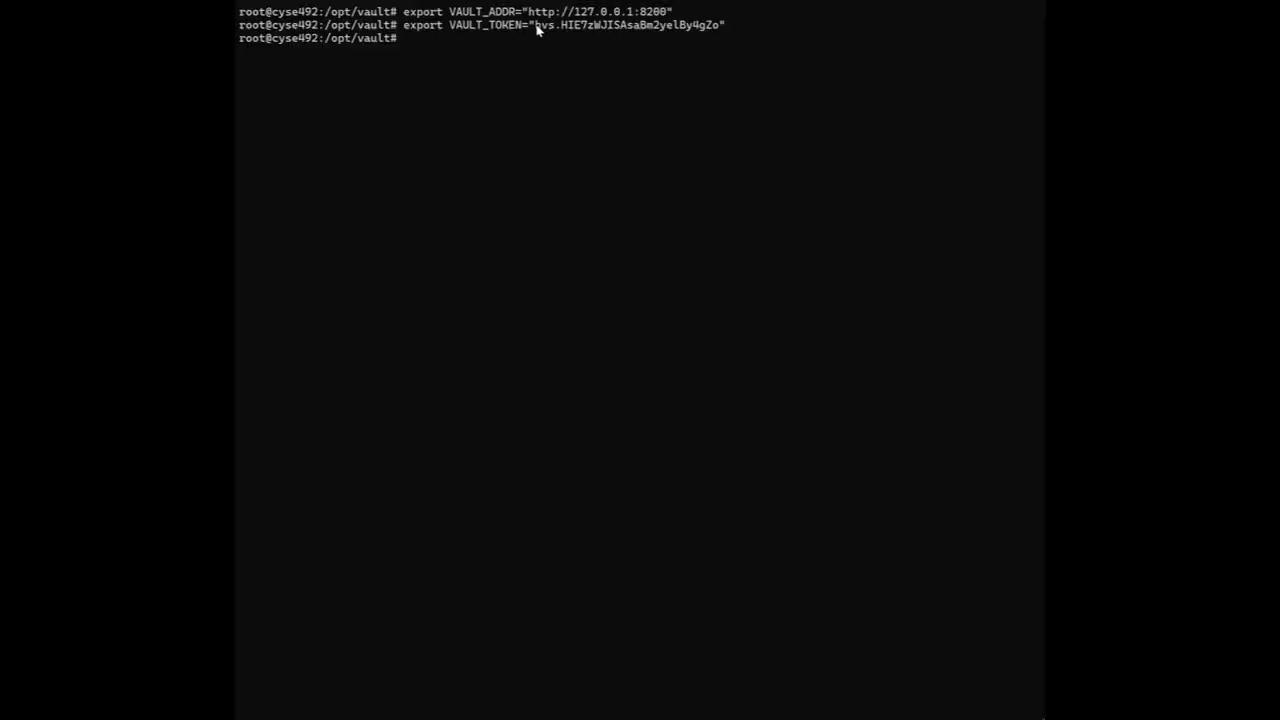 root@cyse492:/opt/vault# export VAULT_ADDR="http://127.0.0.1:8200"
root@cyse492:/opt/vault# export VAULT_TOKEN="hvs.HIE7zWJISAsaBm2yelBy4gZo"
root@cyse492:/opt/vault#